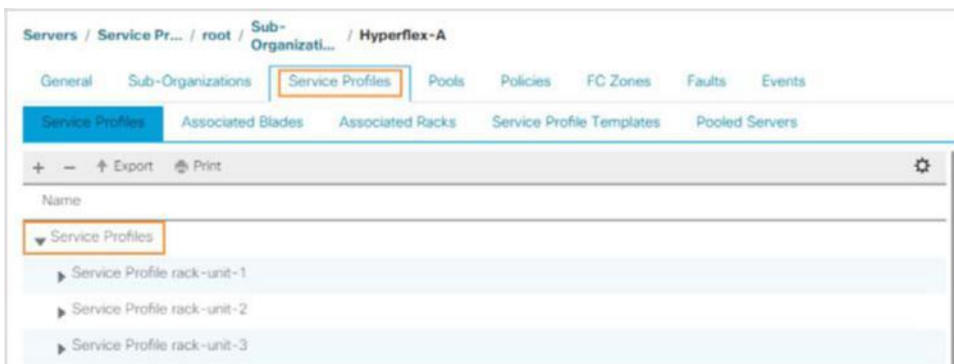 Servers / Service Pr... / root / Sub-Organizati... / Hyperflex-A
General Sub-Organizations Service Profiles Pools Policies FC Zones Faults Events
Service Profiles Associated Blades Associated Racks Service Profile Templates Pooled Servers
+ − Export Print
Name
Service Profiles
Service Profile rack-unit-1
Service Profile rack-unit-2
Service Profile rack-unit-3